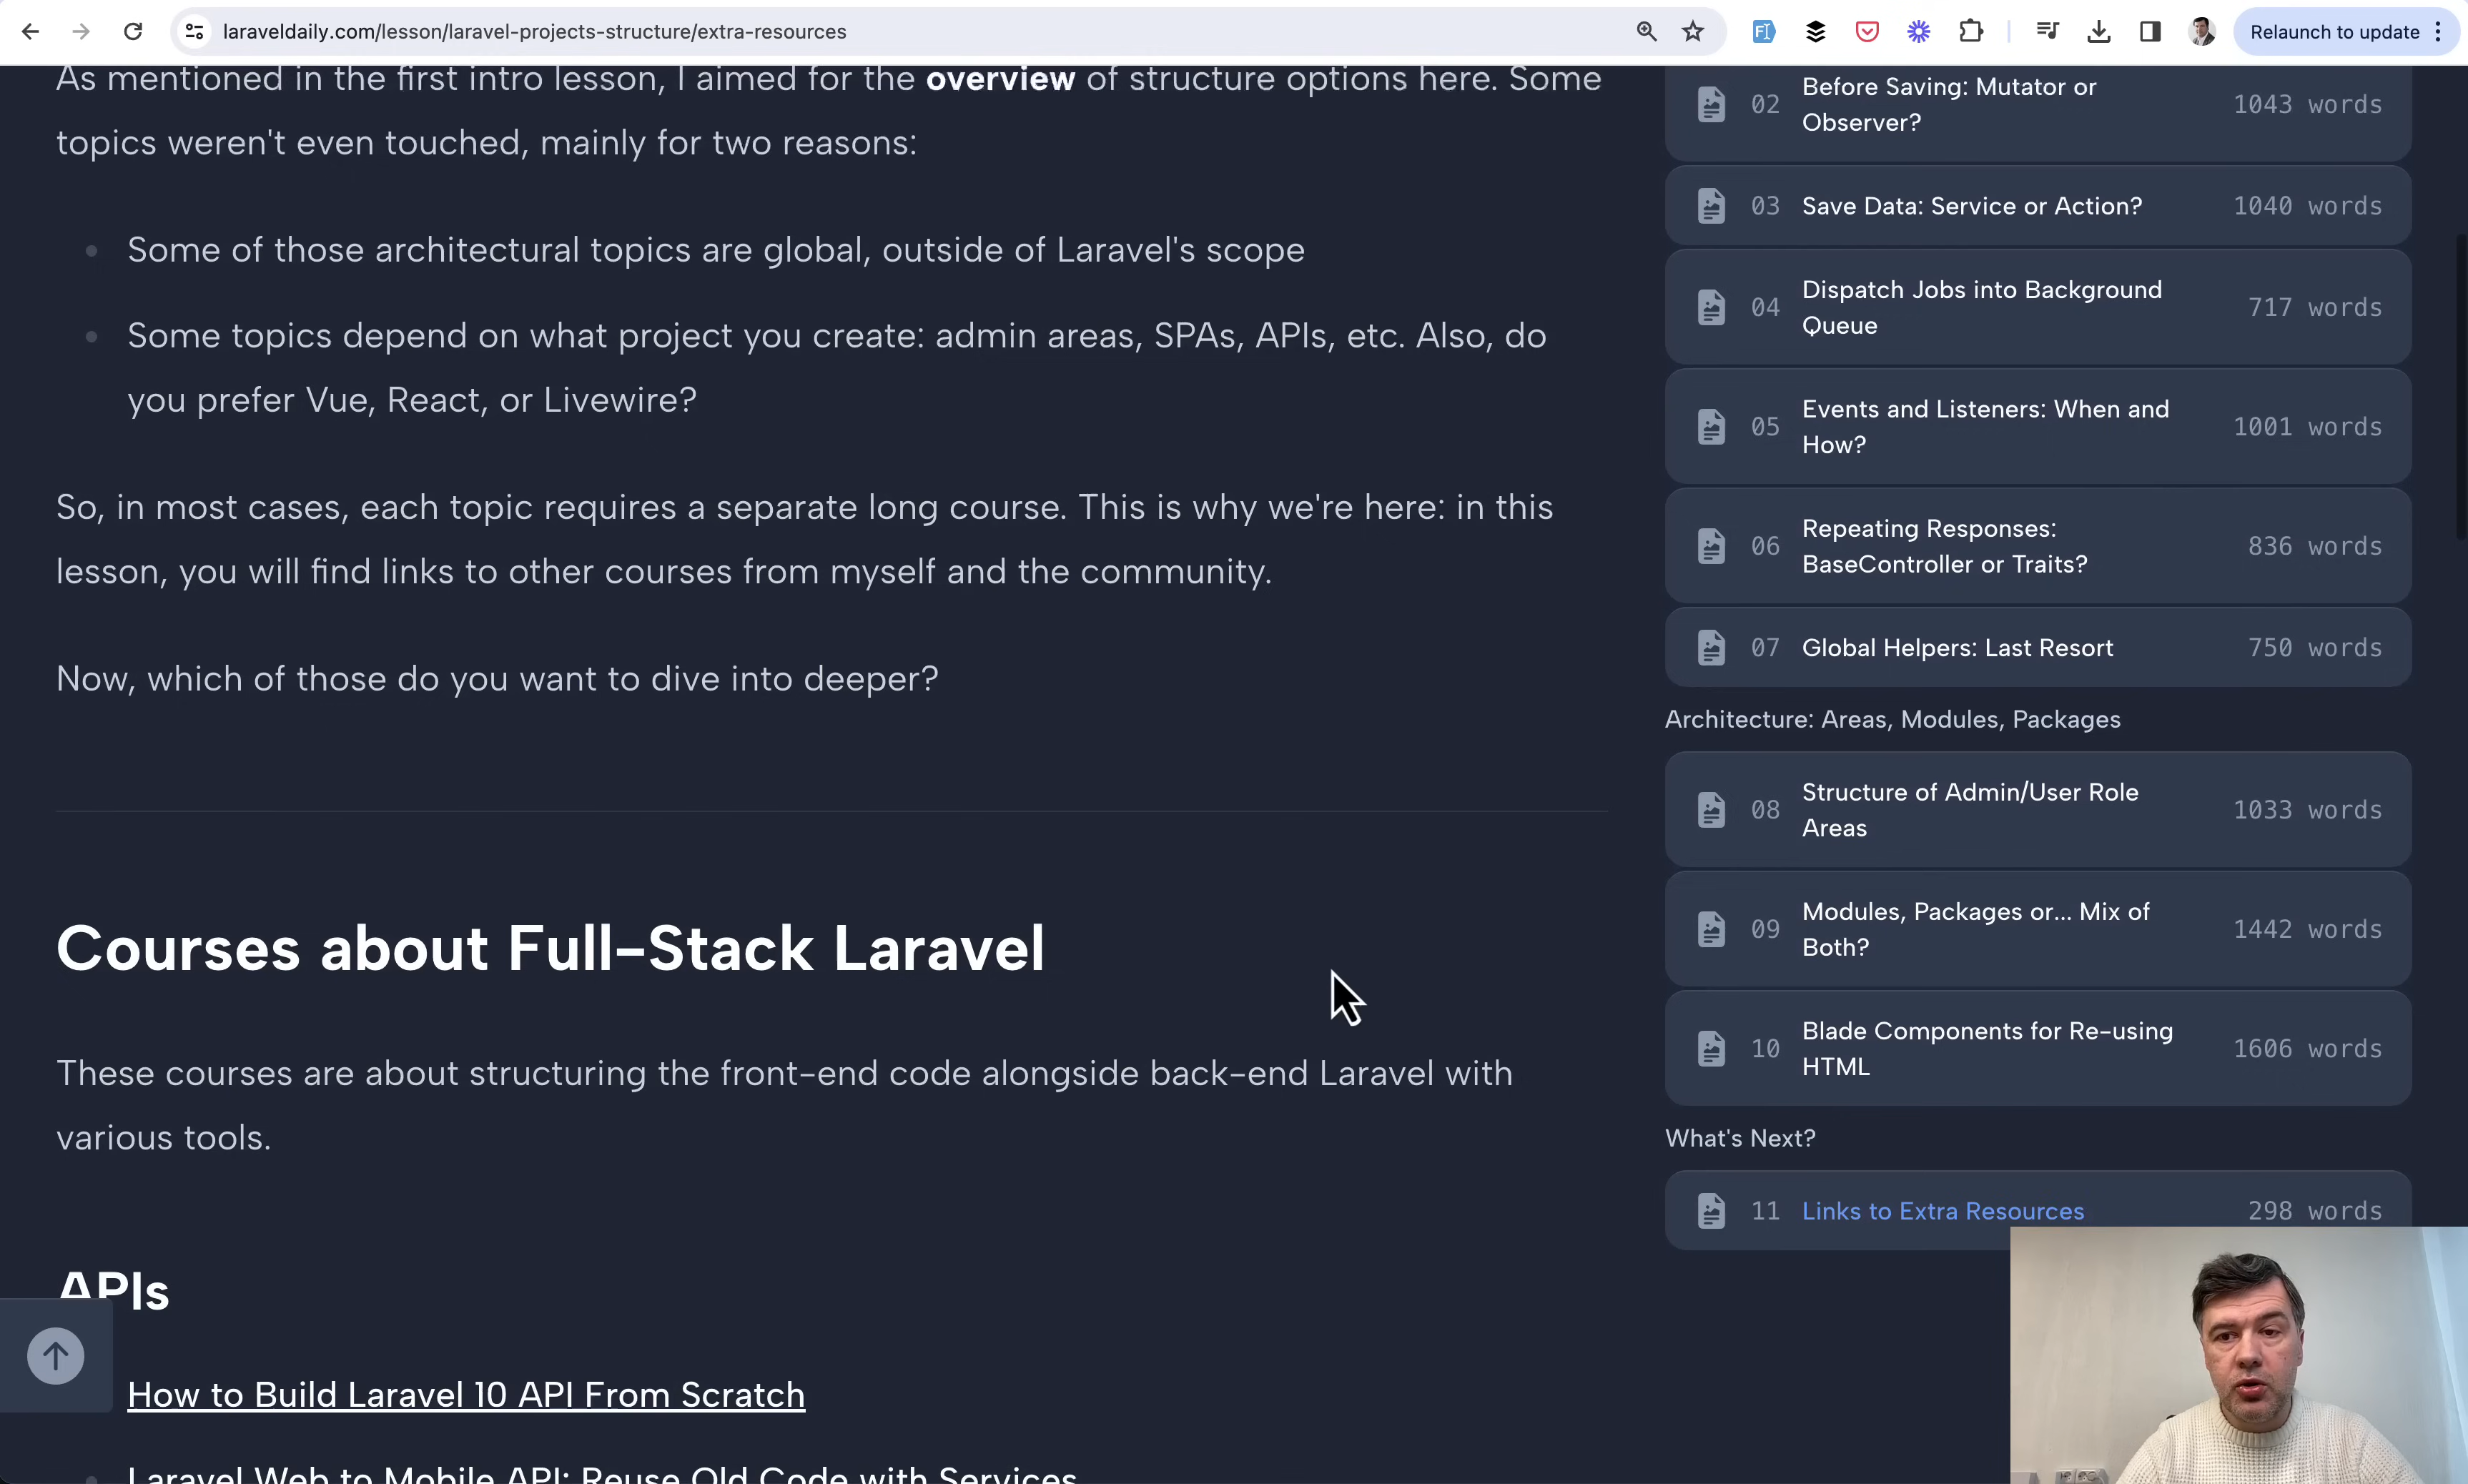 laraveldaily.com/lesson/laravel-projects-structure/extra-resources
Relaunch to update
As mentioned in the first intro lesson, I aimed for the overview of structure options here. Some
topics weren't even touched, mainly for two reasons:
Some of those architectural topics are global, outside of Laravel's scope
Some topics depend on what project you create: admin areas, SPAs, APIs, etc. Also, do
you prefer Vue, React, or Livewire?
So, in most cases, each topic requires a separate long course. This is why we're here: in this
lesson, you will find links to other courses from myself and the community.
Now, which of those do you want to dive into deeper?
Courses about Full-Stack Laravel
These courses are about structuring the front-end code alongside back-end Laravel with
various tools.
APIs
How to Build Laravel 10 API From Scratch
Laravel Web to Mobile API: Reuse Old Code with Services
02 Before Saving: Mutator or 1043 words
Observer?
03 Save Data: Service or Action? 1040 words
04 Dispatch Jobs into Background 717 words
Queue
05 Events and Listeners: When and 1001 words
How?
06 Repeating Responses: 836 words
BaseController or Traits?
07 Global Helpers: Last Resort 750 words
Architecture: Areas, Modules, Packages
08 Structure of Admin/User Role 1033 words
Areas
09 Modules, Packages or... Mix of 1442 words
Both?
10 Blade Components for Re-using 1606 words
HTML
What's Next?
11 Links to Extra Resources 298 words